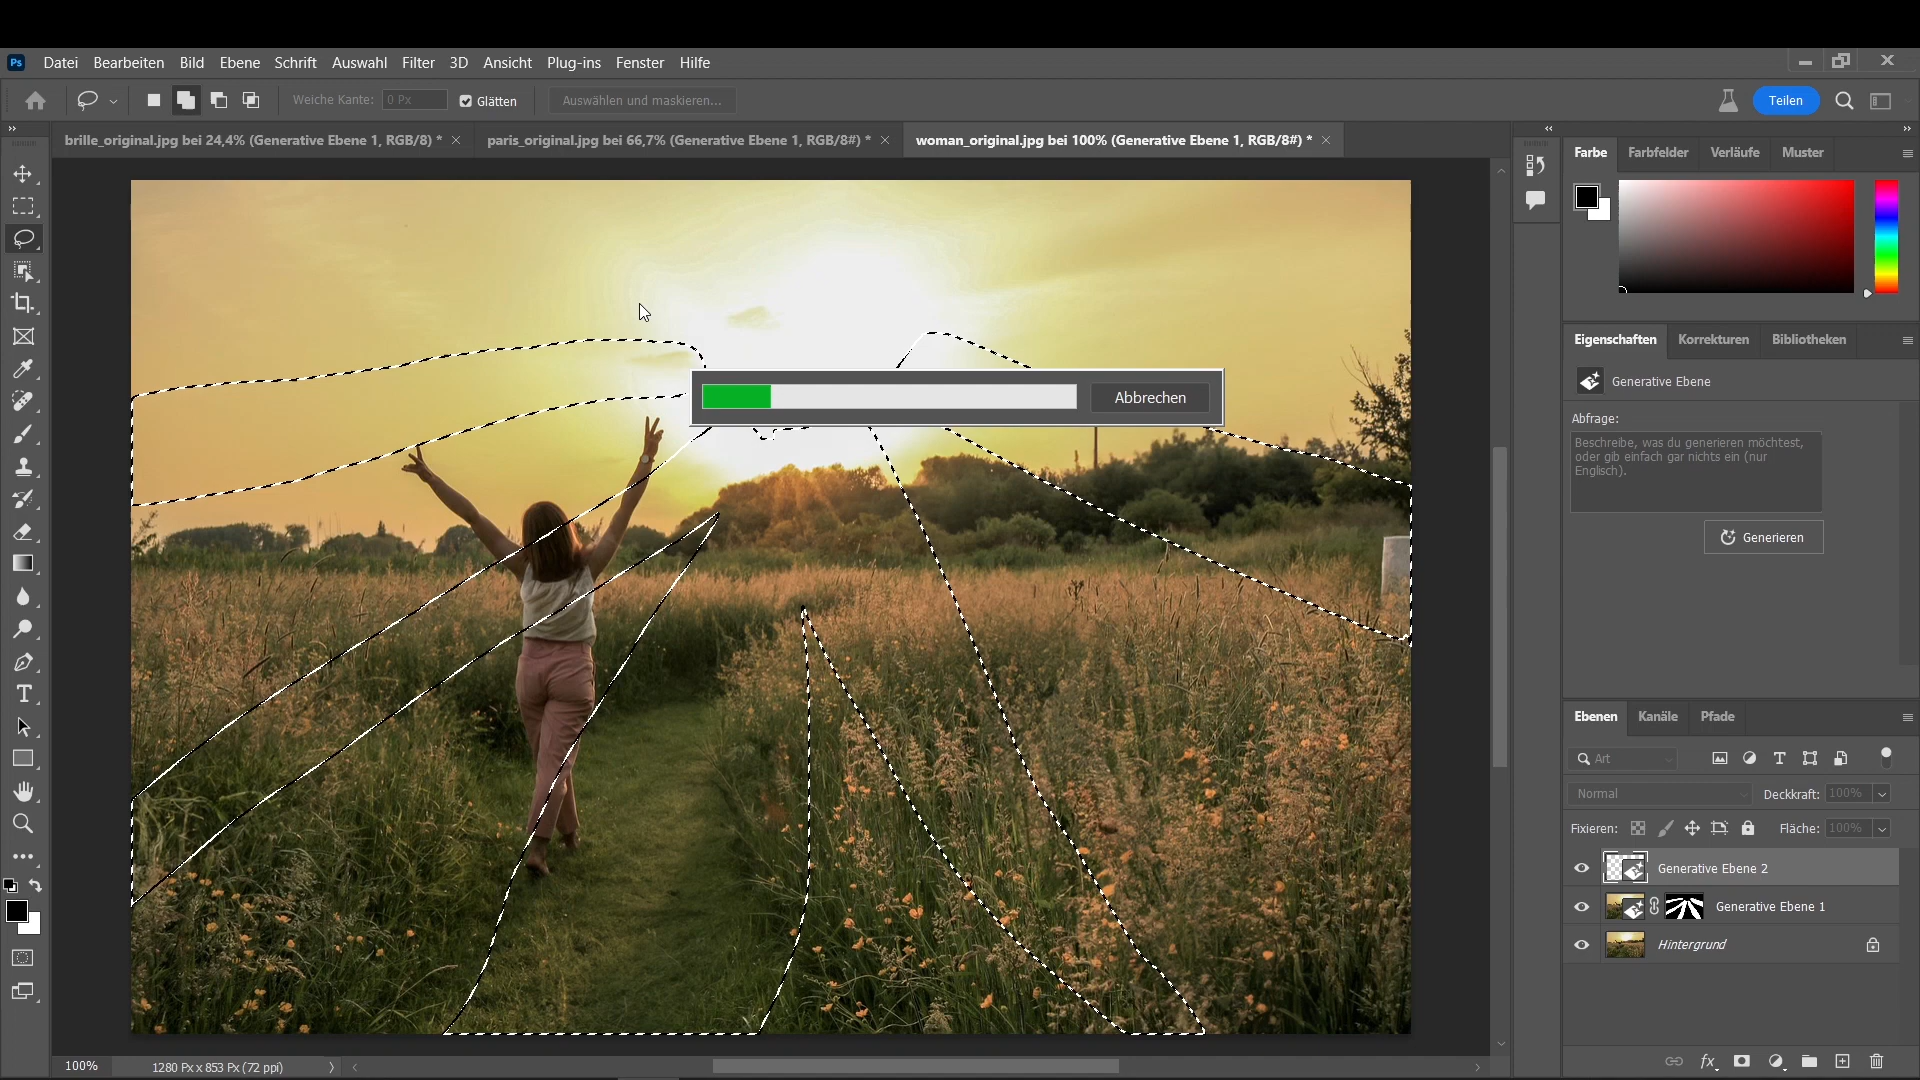 Ps Datei Bearbeiten Bild Ebene Schrift Auswahl Filter 3D Ansicht Plug-ins Fenster Hilfe
Weiche Kante: 0 Px Glätten Auswählen und maskieren... Teilen
brille_original.jpg bei 24,4% (Generative Ebene 1, RGB/8) * paris_original.jpg bei 66,7% (Generative Ebene 1, RGB/8#) * woman_original.jpg bei 100% (Generative Ebene 1, RGB/8#) *
Farbe Farbfelder Verläufe Muster
Eigenschaften Korrekturen Bibliotheken
Generative Ebene
Abbrechen
Abfrage:
Beschreibe, was du generieren möchtest,
oder gib einfach gar nichts ein (nur
Englisch).
Generieren
Ebenen Kanäle Pfade
Art
Normal Deckkraft: 100%
Fixieren: Fläche: 100%
Generative Ebene 2
Generative Ebene 1
Hintergrund
100% 1280 Px x 853 Px (72 ppi)